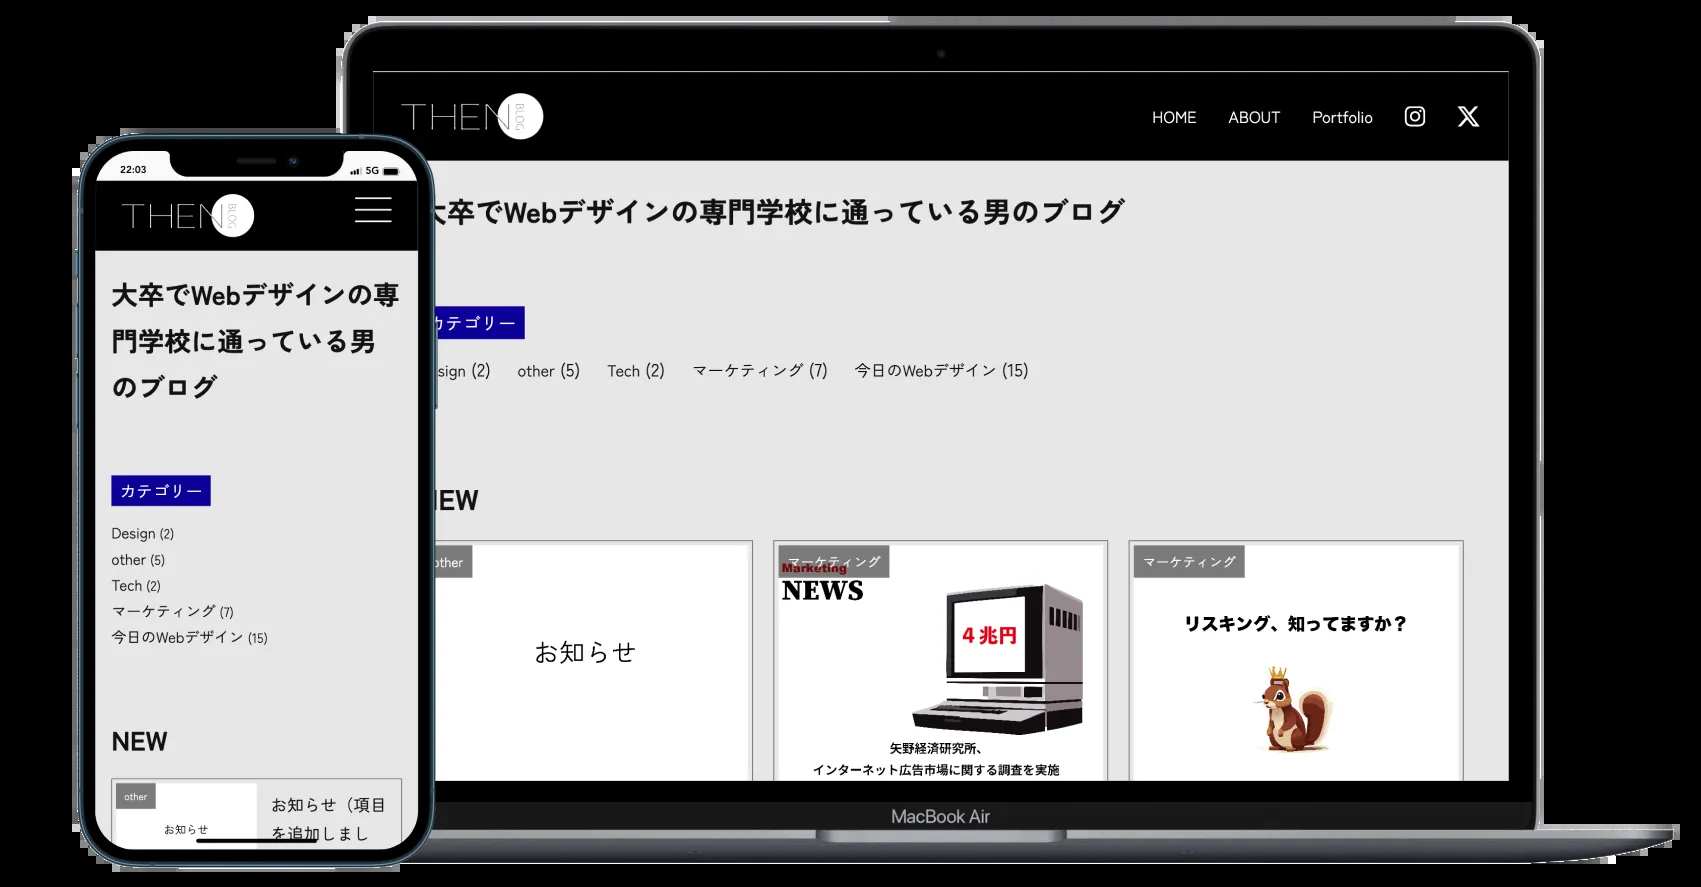 22:03
5G
THEN
BLOG
大卒でWebデザインの専
門学校に通っている男
のブログ
カテゴリー
Design (2)
other (5)
Tech (2)
マーケティング (7)
今日のWebデザイン (15)
NEW
other
お知らせ
お知らせ（項目
を追加しまし
THEN
BLOG
HOME
ABOUT
Portfolio
卒でWebデザインの専門学校に通っている男のブログ
カテゴリー
sign (2)
other (5)
Tech (2)
マーケティング (7)
今日のWebデザイン (15)
EW
other
お知らせ
マーケティング
Marketing
NEWS
４兆円
矢野経済研究所、
インターネット広告市場に関する調査を実施
マーケティング
リスキング、知ってますか？
MacBook Air